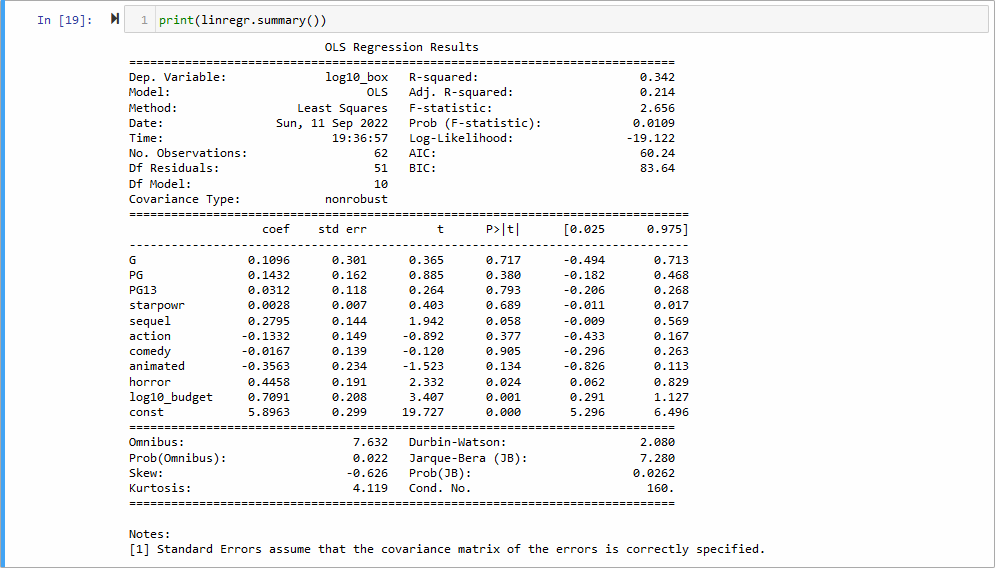 In [19]: 1 print(linregr.summary())
OLS Regression Results
==============================================================================
Dep. Variable: log10_box R-squared: 0.342
Model: OLS Adj. R-squared: 0.214
Method: Least Squares F-statistic: 2.656
Date: Sun, 11 Sep 2022 Prob (F-statistic): 0.0109
Time: 19:36:57 Log-Likelihood: -19.122
No. Observations: 62 AIC: 60.24
Df Residuals: 51 BIC: 83.64
Df Model: 10
Covariance Type: nonrobust
================================================================================
coef std err t P>|t| [0.025 0.975]
--------------------------------------------------------------------------------
G 0.1096 0.301 0.365 0.717 -0.494 0.713
PG 0.1432 0.162 0.885 0.380 -0.182 0.468
PG13 0.0312 0.118 0.264 0.793 -0.206 0.268
starpowr 0.0028 0.007 0.403 0.689 -0.011 0.017
sequel 0.2795 0.144 1.942 0.058 -0.009 0.569
action -0.1332 0.149 -0.892 0.377 -0.433 0.167
comedy -0.0167 0.139 -0.120 0.905 -0.296 0.263
animated -0.3563 0.234 -1.523 0.134 -0.826 0.113
horror 0.4458 0.191 2.332 0.024 0.062 0.829
log10_budget 0.7091 0.208 3.407 0.001 0.291 1.127
const 5.8963 0.299 19.727 0.000 5.296 6.496
==============================================================================
Omnibus: 7.632 Durbin-Watson: 2.080
Prob(Omnibus): 0.022 Jarque-Bera (JB): 7.280
Skew: -0.626 Prob(JB): 0.0262
Kurtosis: 4.119 Cond. No. 160.
==============================================================================
Notes:
[1] Standard Errors assume that the covariance matrix of the errors is correctly specified.